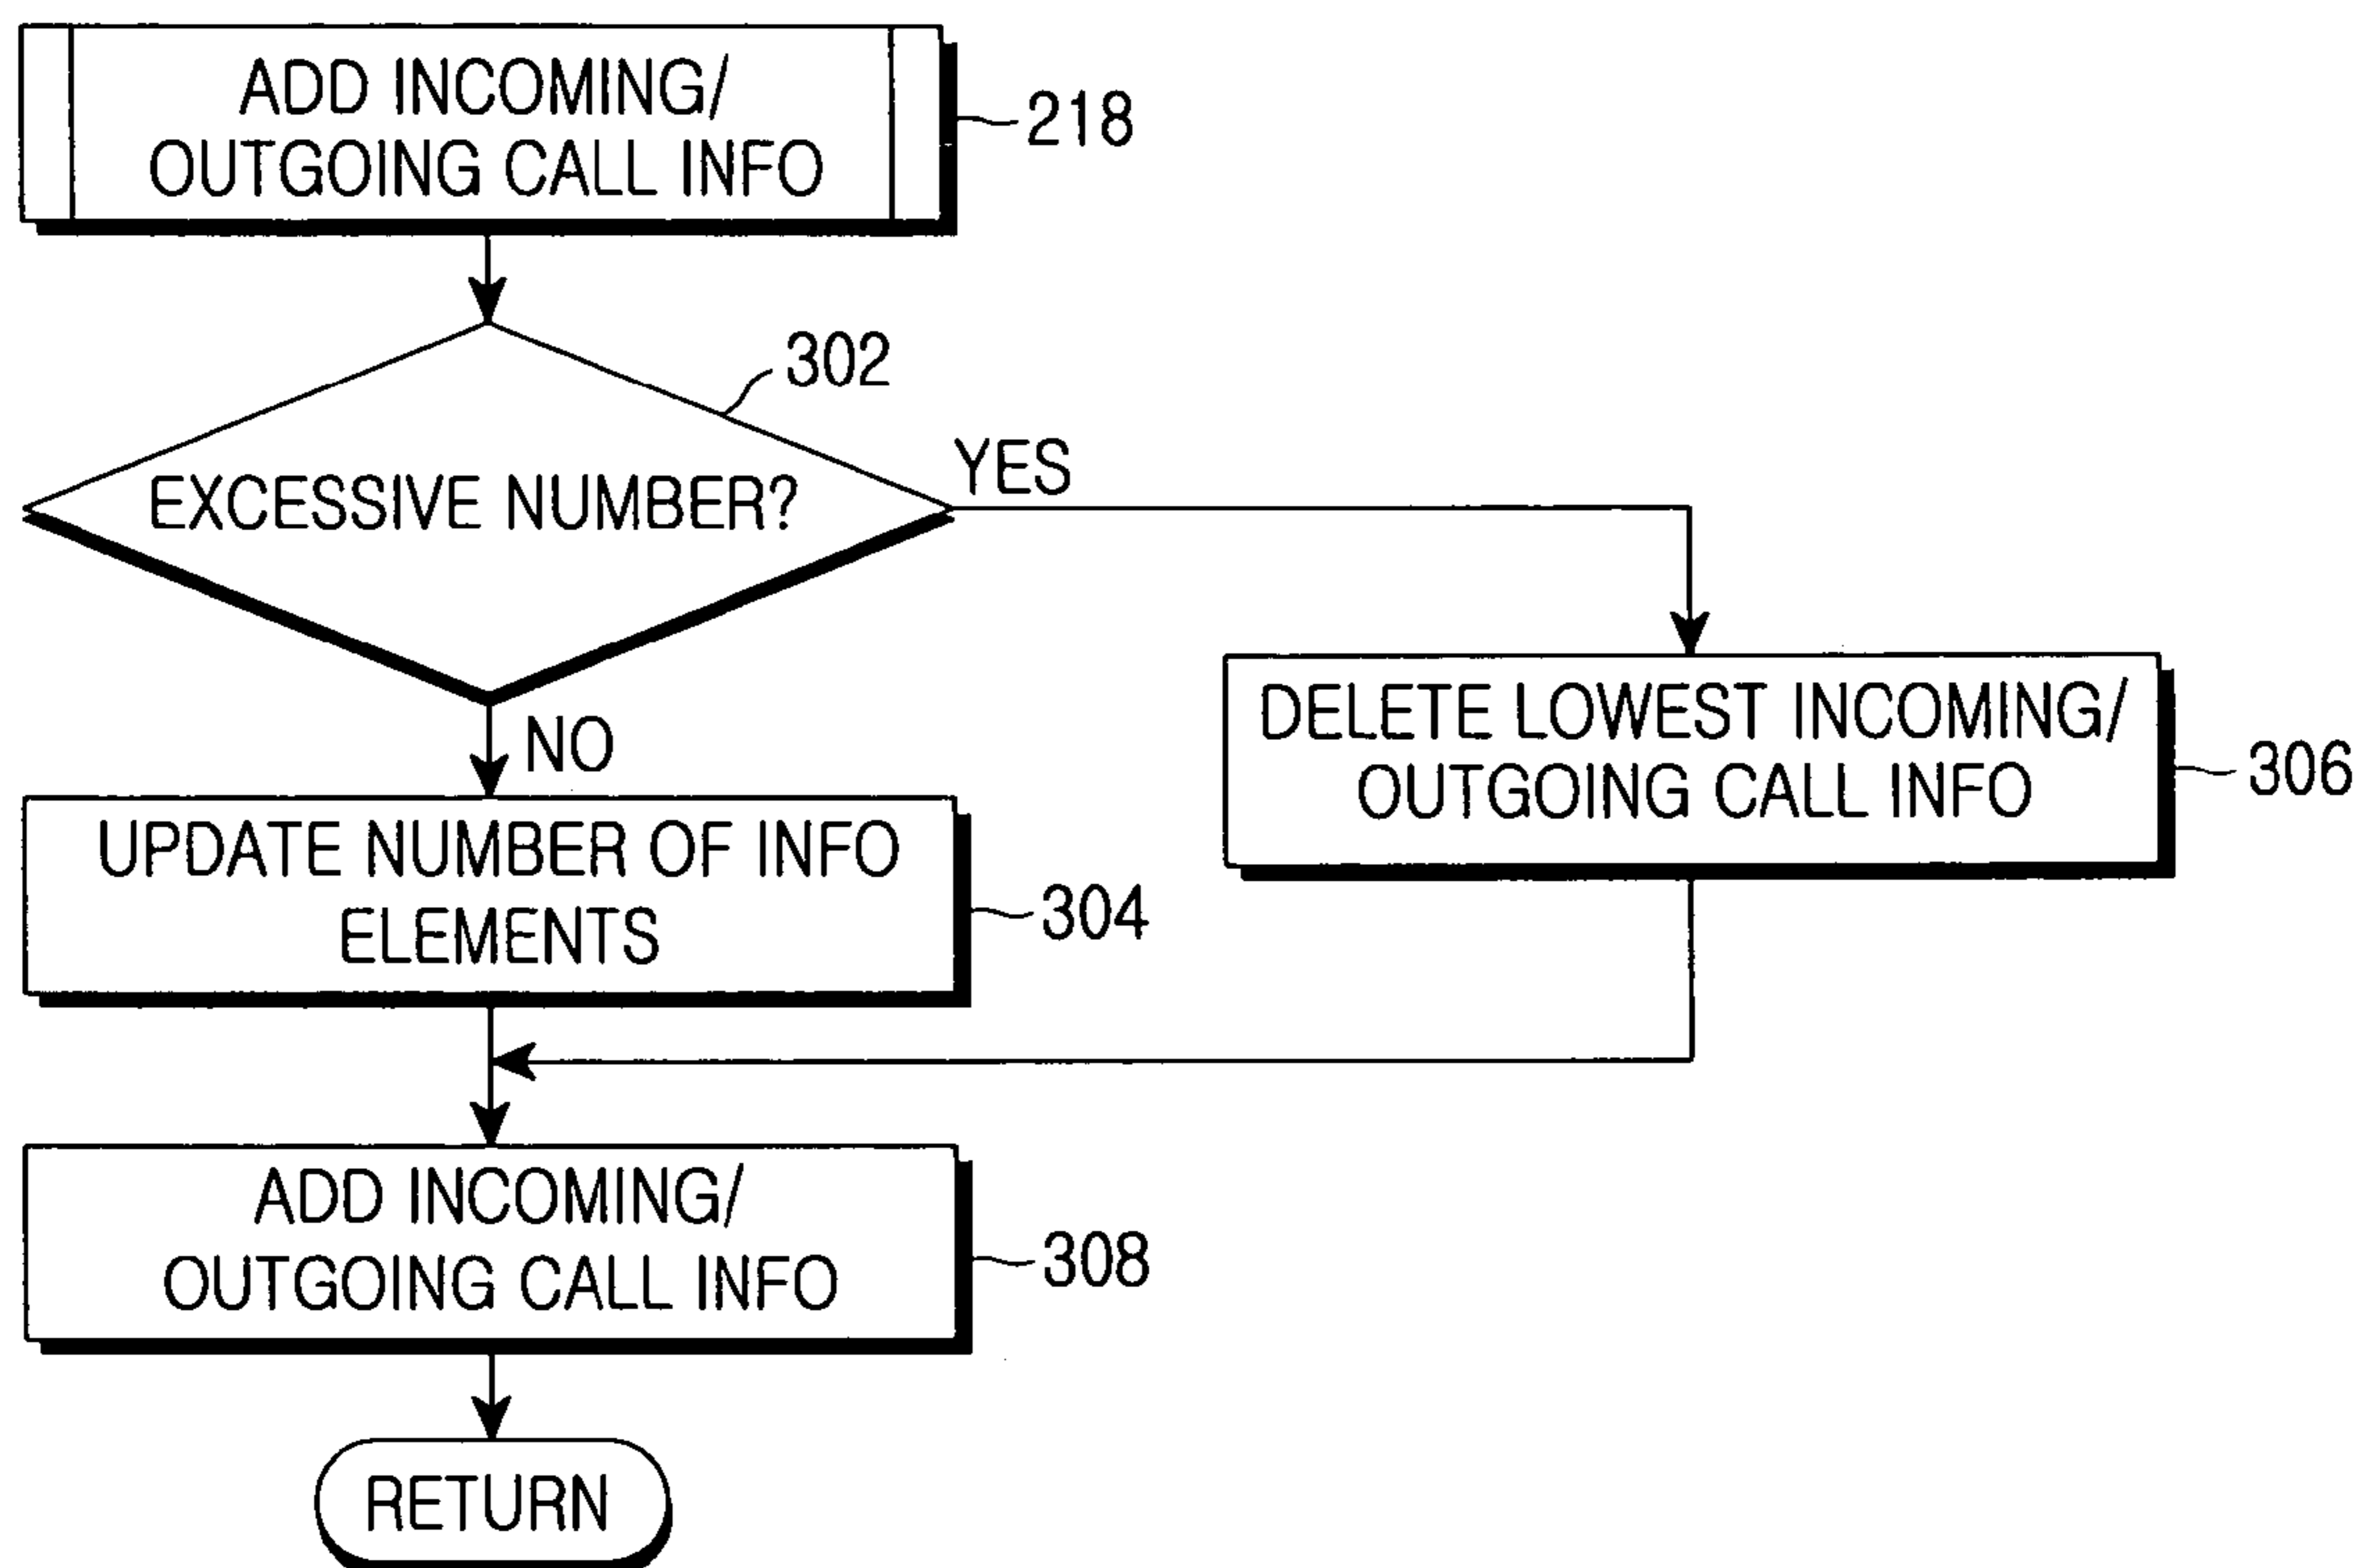 ADD INCOMING/
OUTGOING CALL INFO
218
302
EXCESSIVE NUMBER?
YES
NO
DELETE LOWEST INCOMING/
OUTGOING CALL INFO
306
UPDATE NUMBER OF INFO
ELEMENTS
304
ADD INCOMING/
OUTGOING CALL INFO
308
RETURN